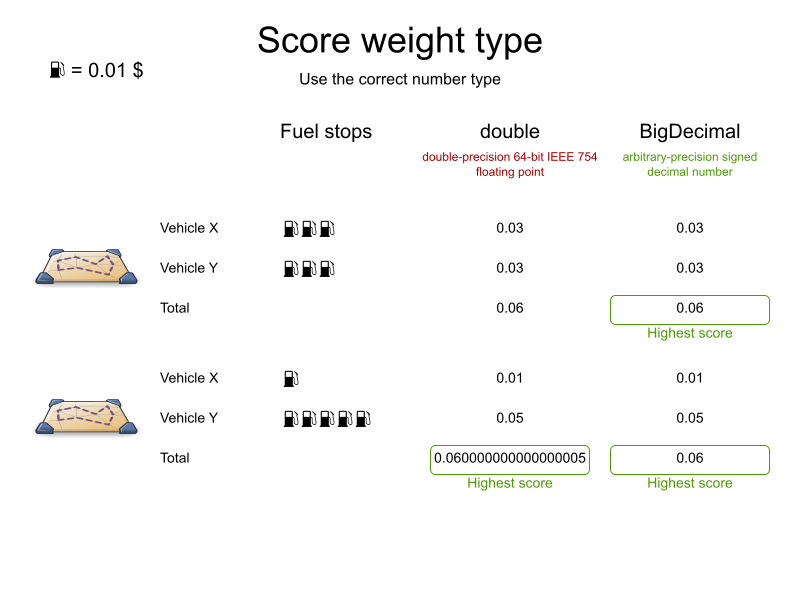 Score weight type
= 0.01 $
Use the correct number type
Fuel stops double BigDecimal
double-precision 64-bit IEEE 754 arbitrary-precision signed
floating point decimal number
Vehicle X 0.03 0.03
Vehicle Y 0.03 0.03
Total 0.06 0.06
Highest score
Vehicle X 0.01 0.01
Vehicle Y 0.05 0.05
Total 0.060000000000000005 0.06
Highest score Highest score